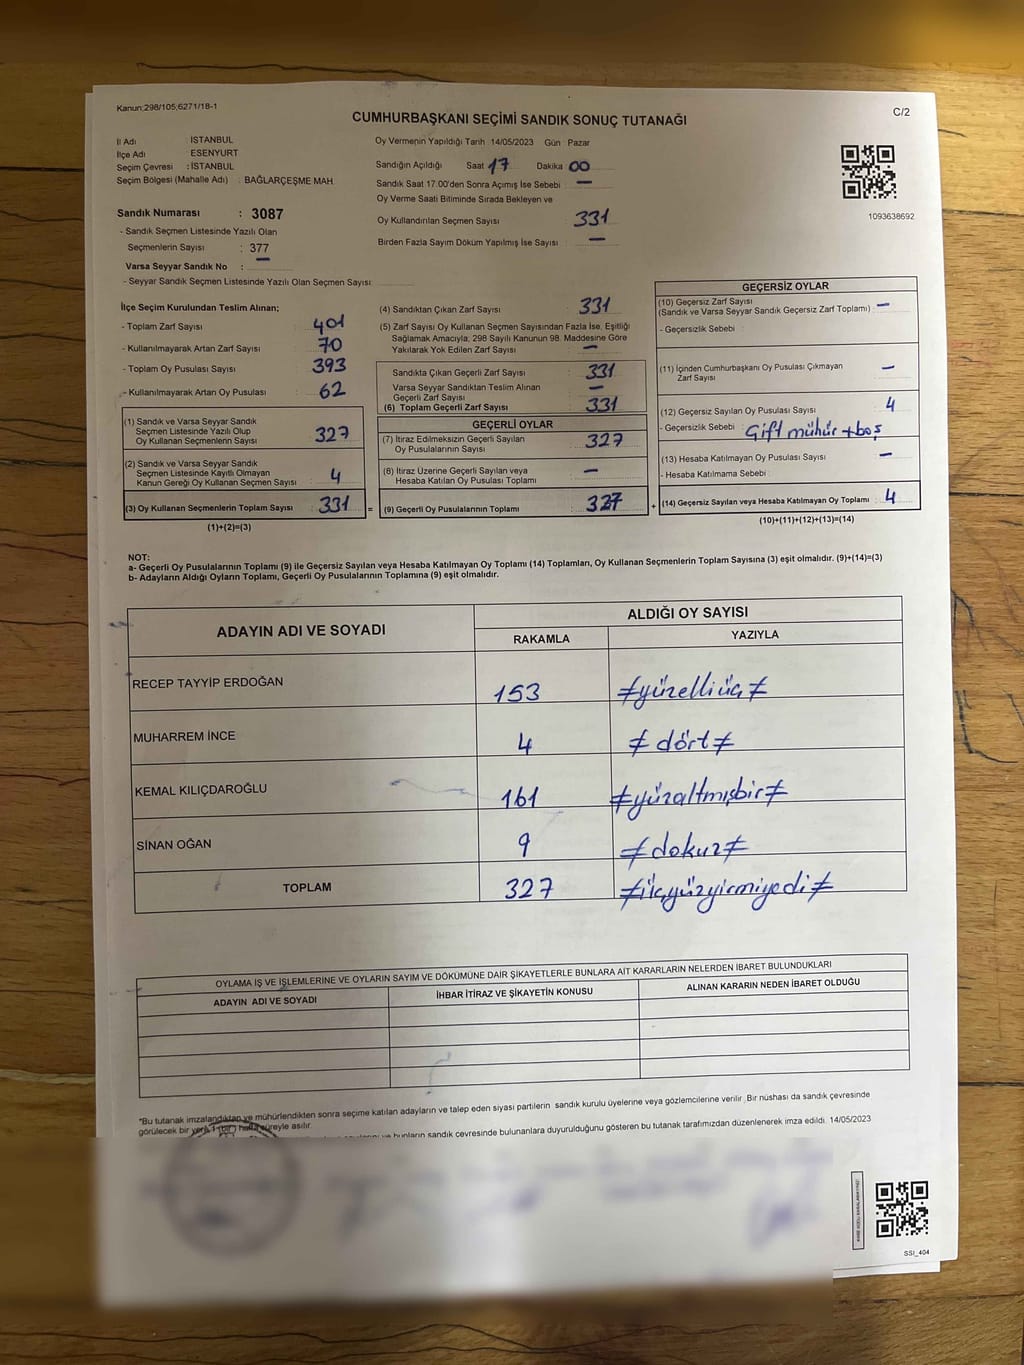 Kanun;298/105;6271/18-1
C/2
CUMHURBAŞKANI SEÇİMİ SANDIK SONUÇ TUTANAĞI
İl Adı İSTANBUL
İlçe Adı ESENYURT
Seçim Çevresi : İSTANBUL
Seçim Bölgesi (Mahalle Adı) : BAĞLARÇEŞME MAH.
Sandık Numarası : 3087
- Sandık Seçmen Listesinde Yazılı Olan
Seçmenlerin Sayısı : 377
Varsa Seyyar Sandık No : —
- Seyyar Sandık Seçmen Listesinde Yazılı Olan Seçmen Sayısı:
Oy Vermenin Yapıldığı Tarih 14/05/2023 Gün Pazar
Sandığın Açıldığı Saat 17 Dakika 00
Sandık Saat 17.00'den Sonra Açımış İse Sebebi : —
Oy Verme Saati Bitiminde Sırada Bekleyen ve
Oy Kullandırılan Seçmen Sayısı : 331
Birden Fazla Sayım Döküm Yapılmış İse Sayısı : —
1093638692
İlçe Seçim Kurulundan Teslim Alınan;
- Toplam Zarf Sayısı : 401
- Kullanılmayarak Artan Zarf Sayısı : 70
- Toplam Oy Pusulası Sayısı : 393
- Kullanılmayarak Artan Oy Pusulası : 62
(1) Sandık ve Varsa Seyyar Sandık
Seçmen Listesinde Yazılı Olup
Oy Kullanan Seçmenlerin Sayısı : 327
(2) Sandık ve Varsa Seyyar Sandık
Seçmen Listesinde Kayıtlı Olmayan
Kanun Gereği Oy Kullanan Seçmen Sayısı : 4
(3) Oy Kullanan Seçmenlerin Toplam Sayısı : 331 =
(1)+(2)=(3)
(4) Sandıktan Çıkan Zarf Sayısı : 331
(5) Zarf Sayısı Oy Kullanan Seçmen Sayısından Fazla İse, Eşitliği
Sağlamak Amacıyla, 298 Sayılı Kanunun 98. Maddesine Göre
Yakılarak Yok Edilen Zarf Sayısı : —
Sandıkta Çıkan Geçerli Zarf Sayısı : 331
Varsa Seyyar Sandıktan Teslim Alınan
Geçerli Zarf Sayısı : —
(6) Toplam Geçerli Zarf Sayısı : 331
GEÇERLİ OYLAR
(7) İtiraz Edilmeksizin Geçerli Sayılan
Oy Pusulalarının Sayısı : 327
(8) İtiraz Üzerine Geçerli Sayılan veya
Hesaba Katılan Oy Pusulası Toplamı : —
(9) Geçerli Oy Pusulalarının Toplamı : 327 +
GEÇERSİZ OYLAR
(10) Geçersiz Zarf Sayısı
(Sandık ve Varsa Seyyar Sandık Geçersiz Zarf Toplamı) : —
- Geçersizlik Sebebi :
(11) İçinden Cumhurbaşkanı Oy Pusulası Çıkmayan
Zarf Sayısı : —
(12) Geçersiz Sayılan Oy Pusulası Sayısı : 4
- Geçersizlik Sebebi : Çift mühür + boş
(13) Hesaba Katılmayan Oy Pusulası Sayısı : —
- Hesaba Katılmama Sebebi :
(14) Geçersiz Sayılan veya Hesaba Katılmayan Oy Toplamı : 4
(10)+(11)+(12)+(13)=(14)
NOT:
a- Geçerli Oy Pusulalarının Toplamı (9) ile Geçersiz Sayılan veya Hesaba Katılmayan Oy Toplamı (14) Toplamları, Oy Kullanan Seçmenlerin Toplam Sayısına (3) eşit olmalıdır. (9)+(14)=(3)
b- Adayların Aldığı Oyların Toplamı, Geçerli Oy Pusulalarının Toplamına (9) eşit olmalıdır.
ADAYIN ADI VE SOYADI ALDIĞI OY SAYISI
RAKAMLA YAZIYLA
RECEP TAYYİP ERDOĞAN 153 ≠yüzelliüç≠
MUHARREM İNCE 4 ≠dört≠
KEMAL KILIÇDAROĞLU 161 ≠yüzaltmışbir≠
SİNAN OĞAN 9 ≠dokuz≠
TOPLAM 327 ≠üçyüzyirmiyedi≠
OYLAMA İŞ VE İŞLEMLERİNE VE OYLARIN SAYIM VE DÖKÜMÜNE DAİR ŞİKAYETLERLE BUNLARA AİT KARARLARIN NELERDEN İBARET BULUNDUKLARI
ADAYIN ADI VE SOYADI İHBAR İTİRAZ VE ŞİKAYETİN KONUSU ALINAN KARARIN NEDEN İBARET OLDUĞU
*Bu tutanak imzalandıktan ve mühürlendikten sonra seçime katılan adayların ve talep eden siyasi partilerin sandık kurulu üyelerine veya gözlemcilerine verilir. Bir nüshası da sandık çevresinde
görülecek bir yere 1 (bir) hafta süreyle asılır.
ve bunların sandık çevresinde bulunanlara duyurulduğunu gösteren bu tutanak tarafımızdan düzenlenerek imza edildi. 14/05/2023
SSI_404